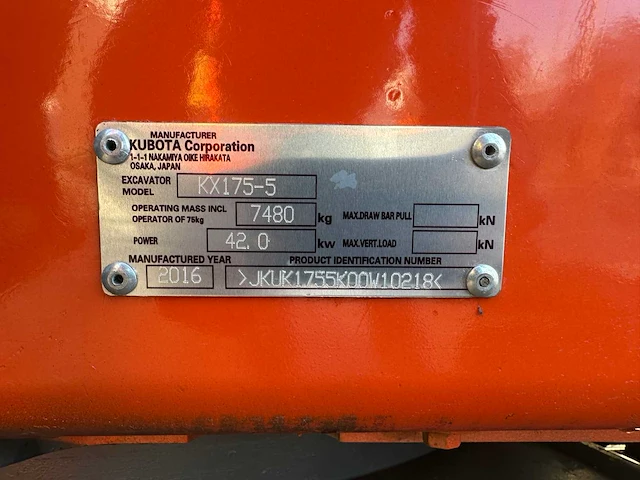 MANUFACTURER
KUBOTA Corporation
1-1-1 NAKAMIYA OIKE HIRAKATA
OSAKA, JAPAN
EXCAVATOR MODEL KX175-5
OPERATING MASS INCL OPERATOR OF 75kg 7480 kg MAX.DRAW BAR PULL kN
POWER 42.0 kw MAX.VERT.LOAD kN
MANUFACTURED YEAR PRODUCT IDENTIFICATION NUMBER
2016 >JKUK1755K00W10218<